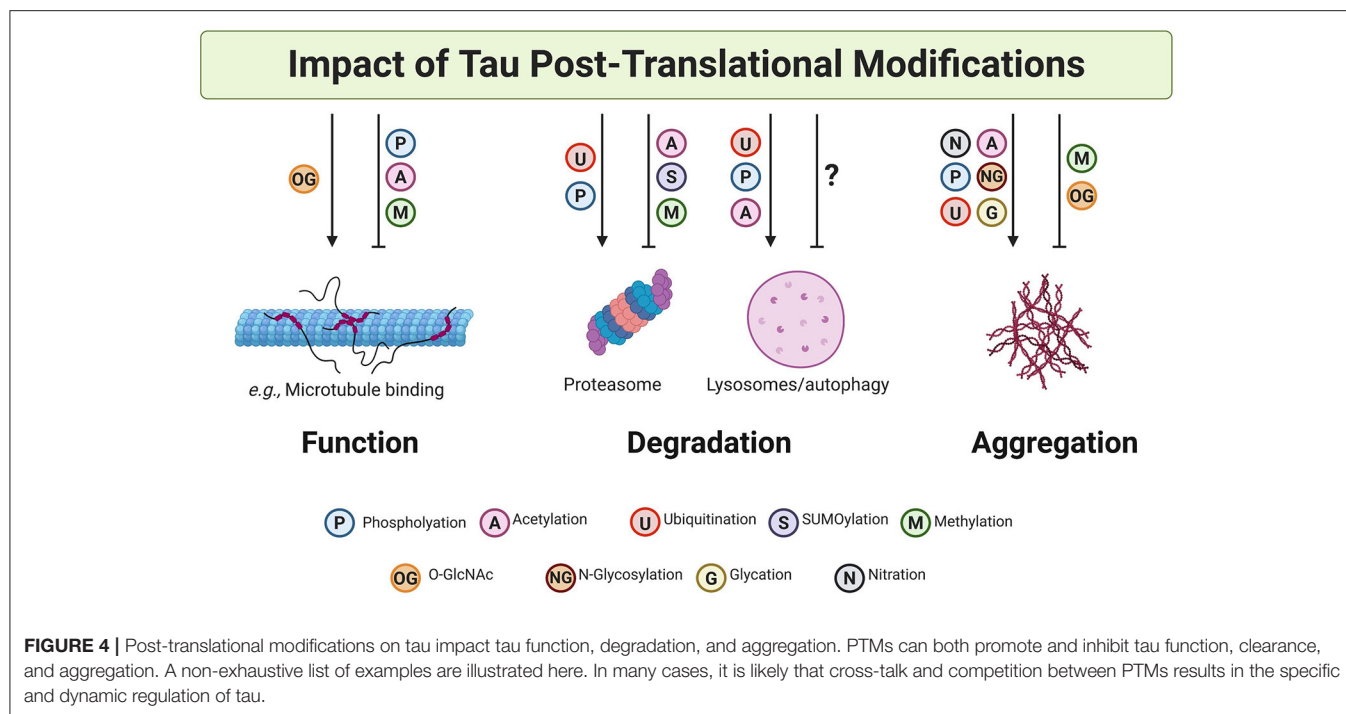 Impact of Tau Post-Translational Modifications
OG
P
A
M
U
P
A
S
M
U
P
A
?
N A
P NG
U G
M
OG
e.g., Microtubule binding
Proteasome
Lysosomes/autophagy
Function
Degradation
Aggregation
P Phospholyation A Acetylation U Ubiquitination S SUMOylation M Methylation
OG O-GlcNAc NG N-Glycosylation G Glycation N Nitration
FIGURE 4 | Post-translational modifications on tau impact tau function, degradation, and aggregation. PTMs can both promote and inhibit tau function, clearance,
and aggregation. A non-exhaustive list of examples are illustrated here. In many cases, it is likely that cross-talk and competition between PTMs results in the specific
and dynamic regulation of tau.